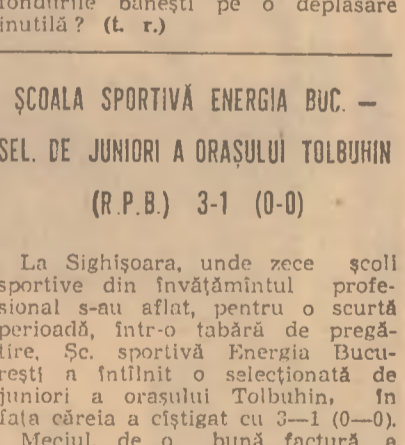 fondurile bănești pe o deplasare
inutilă ? (t. r.)
ȘCOALA SPORTIVĂ ENERGIA BUC. —
SEL. DE JUNIORI A ORAȘULUI TOLBUHIN
(R.P.B.) 3-1 (0-0)
La Sighișoara, unde zece școli
sportive din învățămîntul profe-
sional s-au aflat, pentru o scurtă
perioadă, într-o tabără de pregă-
tire, Șc. sportivă Energia Bucu-
rești a întîlnit o selecționată de
juniori a orașului Tolbuhin, în
fața căreia a cîștigat cu 3—1 (0—0).
Meciul, de o bună factură a